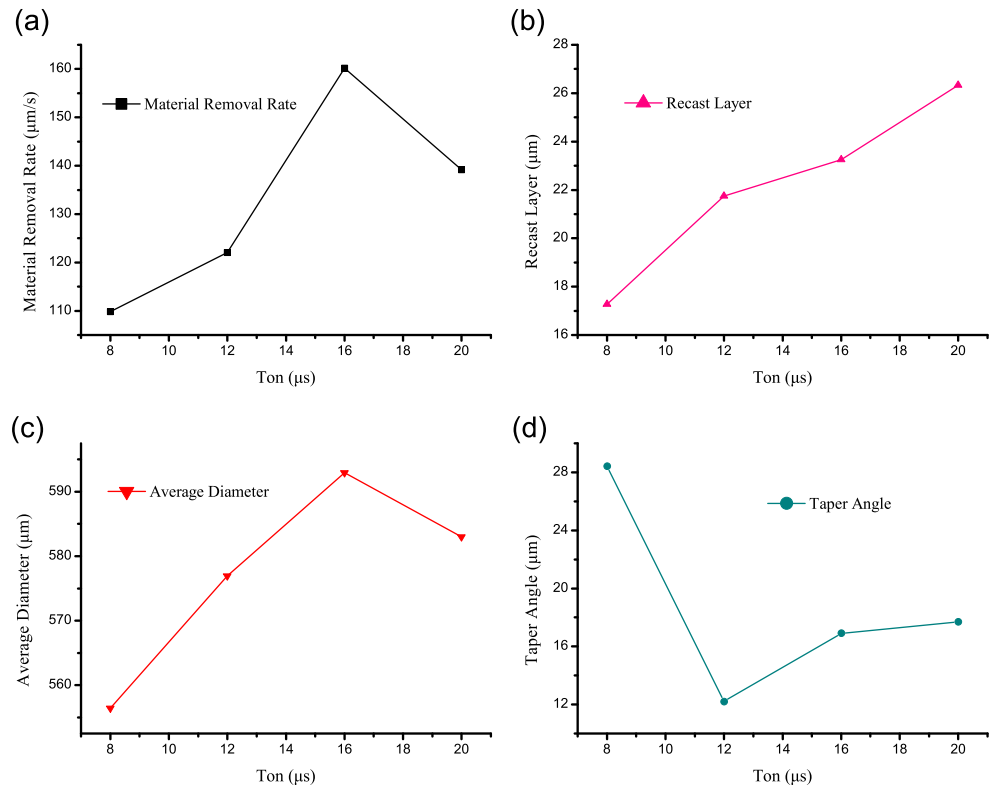 (a)
Material Removal Rate (μm/s)
160
150
140
130
120
110
Material Removal Rate
8 10 12 14 16 18 20
Ton (μs)
(b)
Recast Layer (μm)
28
26
24
22
20
18
16
Recast Layer
8 10 12 14 16 18 20
Ton (μs)
(c)
Average Diameter (μm)
590
580
570
560
Average Diameter
8 10 12 14 16 18 20
Ton (μs)
(d)
Taper Angle (μm)
28
24
20
16
12
Taper Angle
8 10 12 14 16 18 20
Ton (μs)